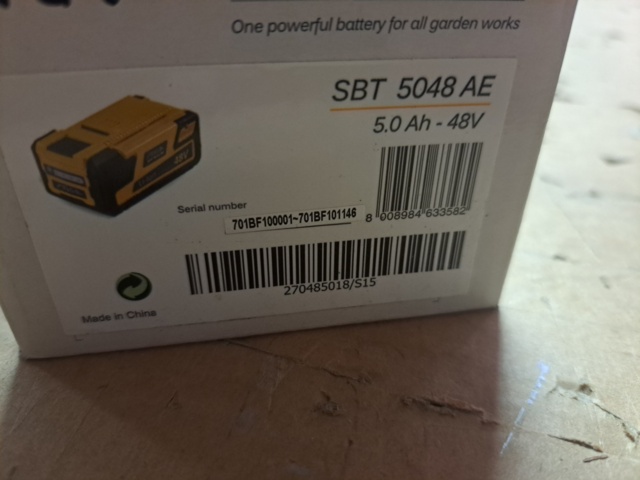 One powerful battery for all garden works
SBT 5048 AE
5.0 Ah - 48V
Serial number
701BF100001~701BF101146
8 008984 633582
270485018/S15
Made in China